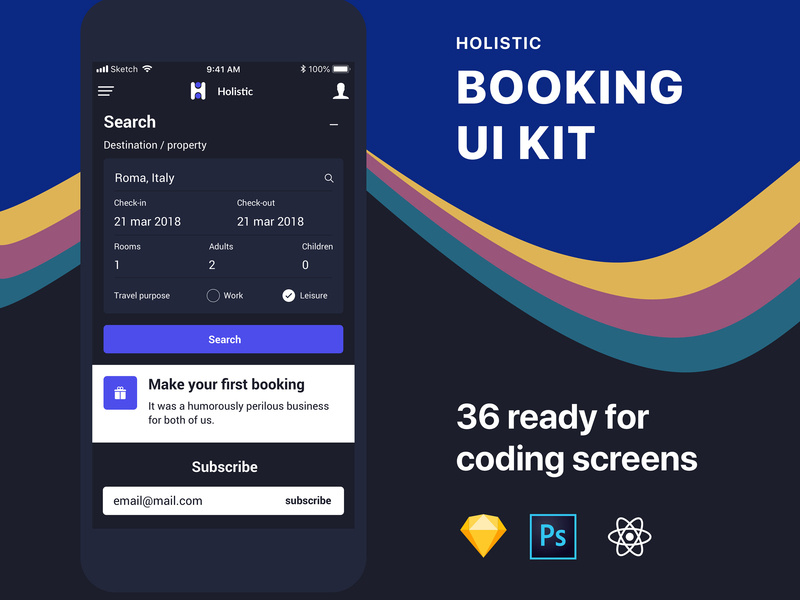 Sketch 9:41 AM 100%
H Holistic
Search
Destination / property
Roma, Italy
Check-in Check-out
21 mar 2018 21 mar 2018
Rooms Adults Children
1 2 0
Travel purpose Work Leisure
Search
Make your first booking
It was a humorously perilous business
for both of us.
Subscribe
email@mail.com subscribe
HOLISTIC
BOOKING
UI KIT
36 ready for
coding screens
Ps